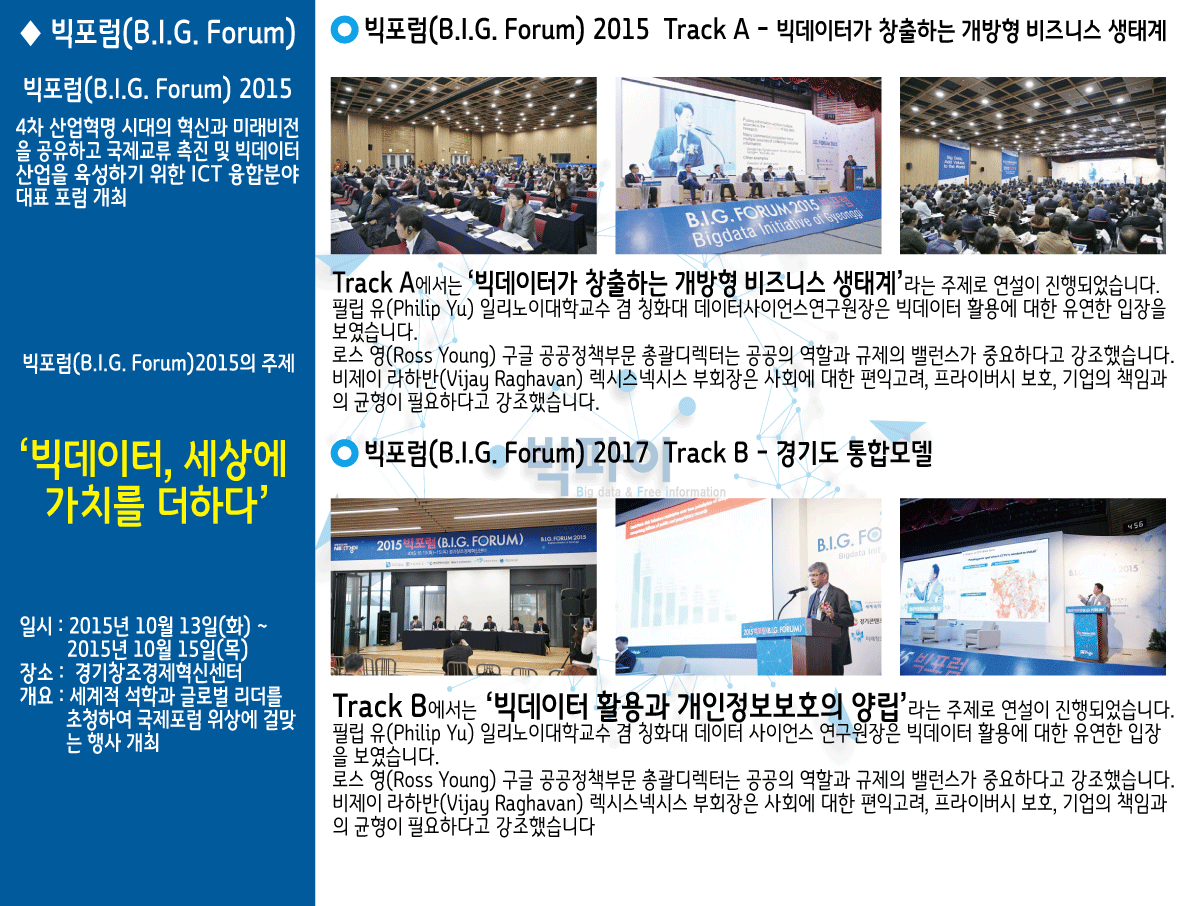 ◆ 빅포럼(B.I.G. Forum)
빅포럼(B.I.G. Forum) 2015
4차 산업혁명 시대의 혁신과 미래비전
을 공유하고 국제교류 촉진 및 빅데이터
산업을 육성하기 위한 ICT 융합분야
대표 포럼 개최
빅포럼(B.I.G. Forum)2015의 주제
‘빅데이터, 세상에
가치를 더하다’
일시 : 2015년 10월 13일(화) ~
2015년 10월 15일(목)
장소 : 경기창조경제혁신센터
개요 : 세계적 석학과 글로벌 리더를
초청하여 국제포럼 위상에 걸맞
는 행사 개최
빅포럼(B.I.G. Forum) 2015 Track A - 빅데이터가 창출하는 개방형 비즈니스 생태계
B.I.G. FORUM 2015
B.I.G. FORUM 2015 빅포럼
Bigdata Initiative of Gyeonggi
Big Data,
Add Values
to the World
Track A에서는 ‘빅데이터가 창출하는 개방형 비즈니스 생태계’라는 주제로 연설이 진행되었습니다.
필립 유(Philip Yu) 일리노이대학교수 겸 칭화대 데이터사이언스연구원장은 빅데이터 활용에 대한 유연한 입장을
보였습니다.
로스 영(Ross Young) 구글 공공정책부문 총괄디렉터는 공공의 역할과 규제의 밸런스가 중요하다고 강조했습니다.
비제이 라하반(Vijay Raghavan) 렉시스넥시스 부회장은 사회에 대한 편익고려, 프라이버시 보호, 기업의 책임과
의 균형이 필요하다고 강조했습니다.
빅포럼(B.I.G. Forum) 2017 Track B - 경기도 통합모델
빅파이
Big data & Free information
2015 빅포럼(B.I.G. FORUM)
B.I.G. FORUM 2015
B.I.G. FO
Bigdata Initi
2015 빅포럼(B.I.G. FORUM)
B.I.G. FORUM 2015
4:56
15 빅포럼
Track B에서는 ‘빅데이터 활용과 개인정보보호의 양립’라는 주제로 연설이 진행되었습니다.
필립 유(Philip Yu) 일리노이대학교수 겸 칭화대 데이터 사이언스 연구원장은 빅데이터 활용에 대한 유연한 입장
을 보였습니다.
로스 영(Ross Young) 구글 공공정책부문 총괄디렉터는 공공의 역할과 규제의 밸런스가 중요하다고 강조했습니다.
비제이 라하반(Vijay Raghavan) 렉시스넥시스 부회장은 사회에 대한 편익고려, 프라이버시 보호, 기업의 책임과
의 균형이 필요하다고 강조했습니다